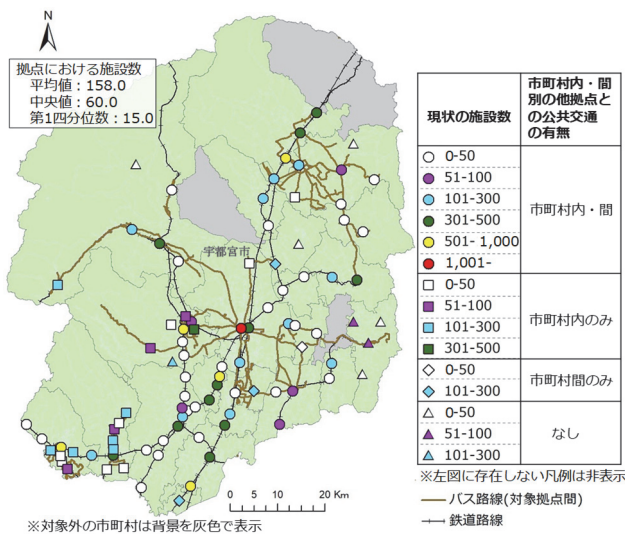 N
拠点における施設数
平均値：158.0
中央値：60.0
第1四分位数：15.0
宇都宮市
0 5 10 20 Km
※対象外の市町村は背景を灰色で表示
現状の施設数
市町村内・間
別の他拠点と
の公共交通
の有無
0-50
51-100
101-300
301-500
501- 1,000
1,001-
市町村内・間
0-50
51-100
101-300
301-500
市町村内のみ
0-50
101-300
市町村間のみ
0-50
51-100
101-300
なし
※左図に存在しない凡例は非表示
バス路線(対象拠点間)
鉄道路線